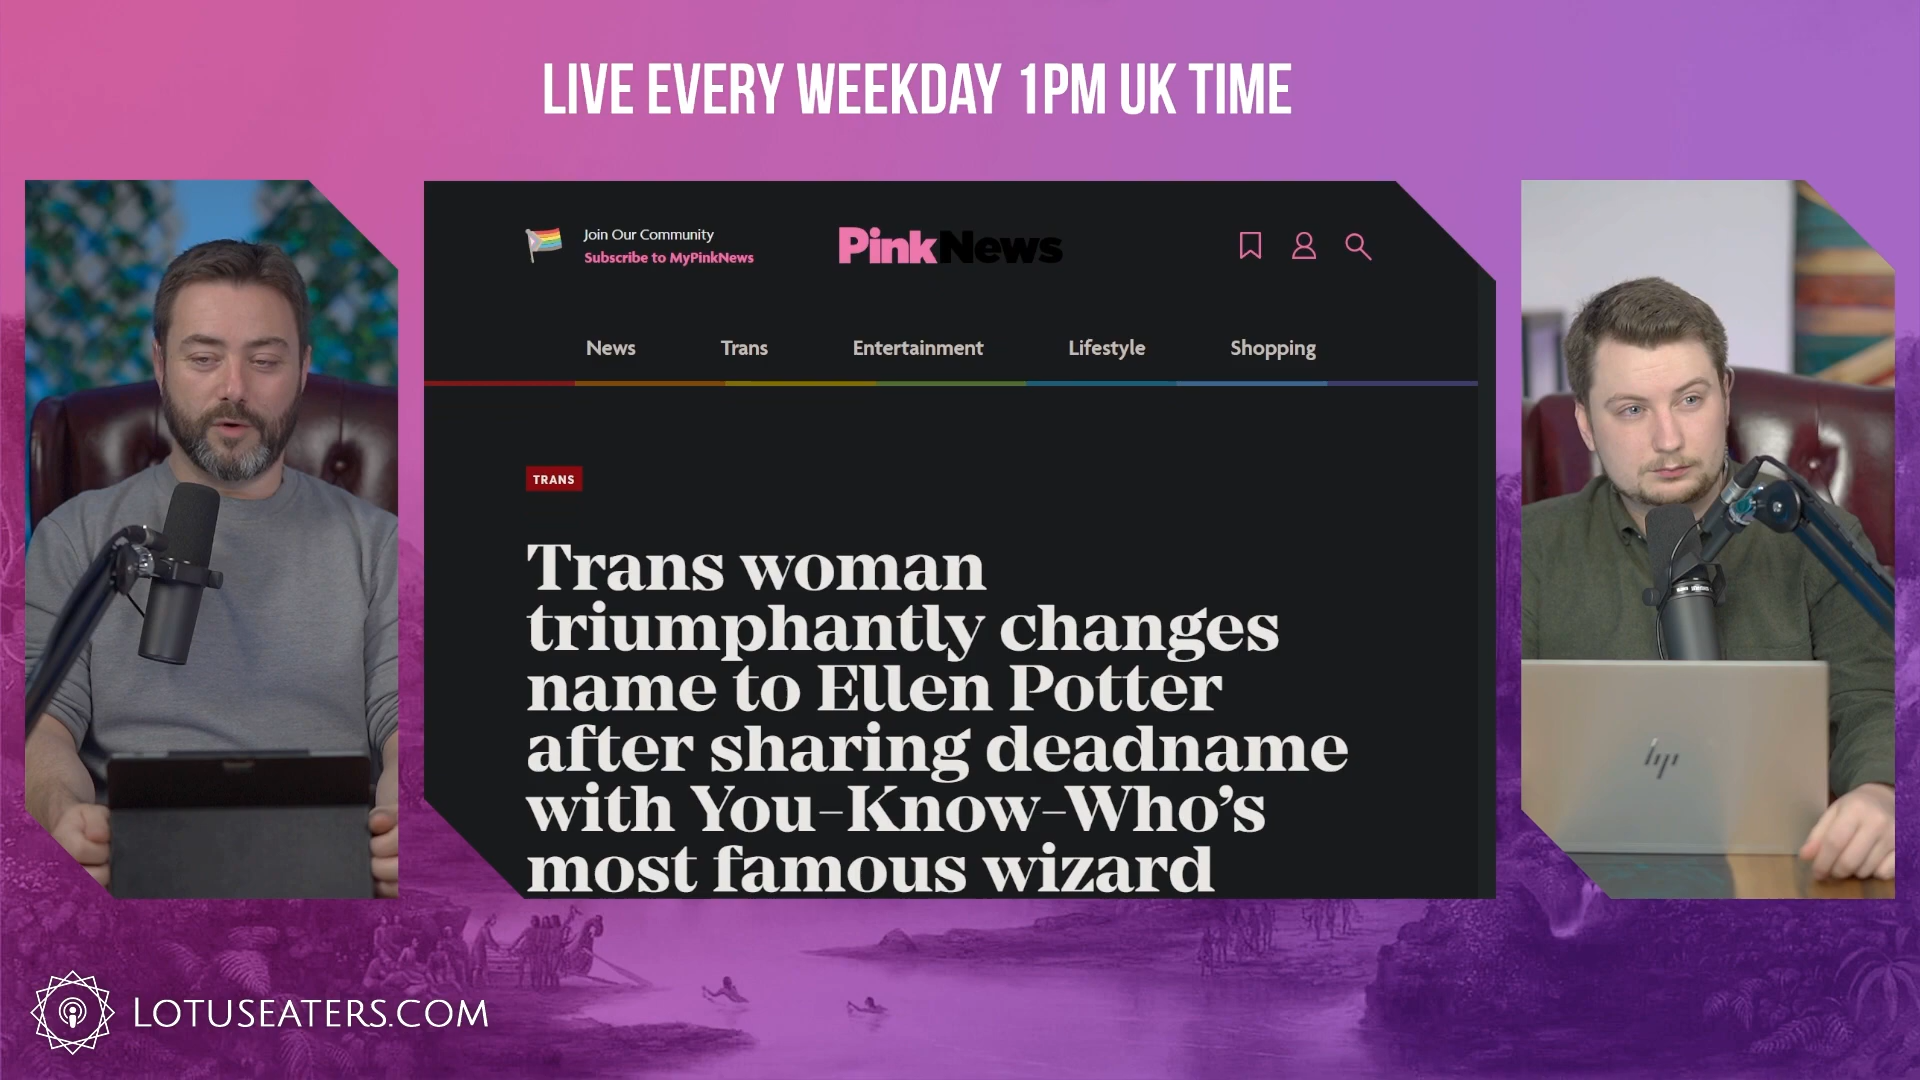 LIVE EVERY WEEKDAY 1PM UK TIME
Join Our Community
Subscribe to MyPinkNews
PinkNews
News Trans Entertainment Lifestyle Shopping
TRANS
Trans woman
triumphantly changes
name to Ellen Potter
after sharing deadname
with You-Know-Who's
most famous wizard
hp
LOTUSEATERS.COM